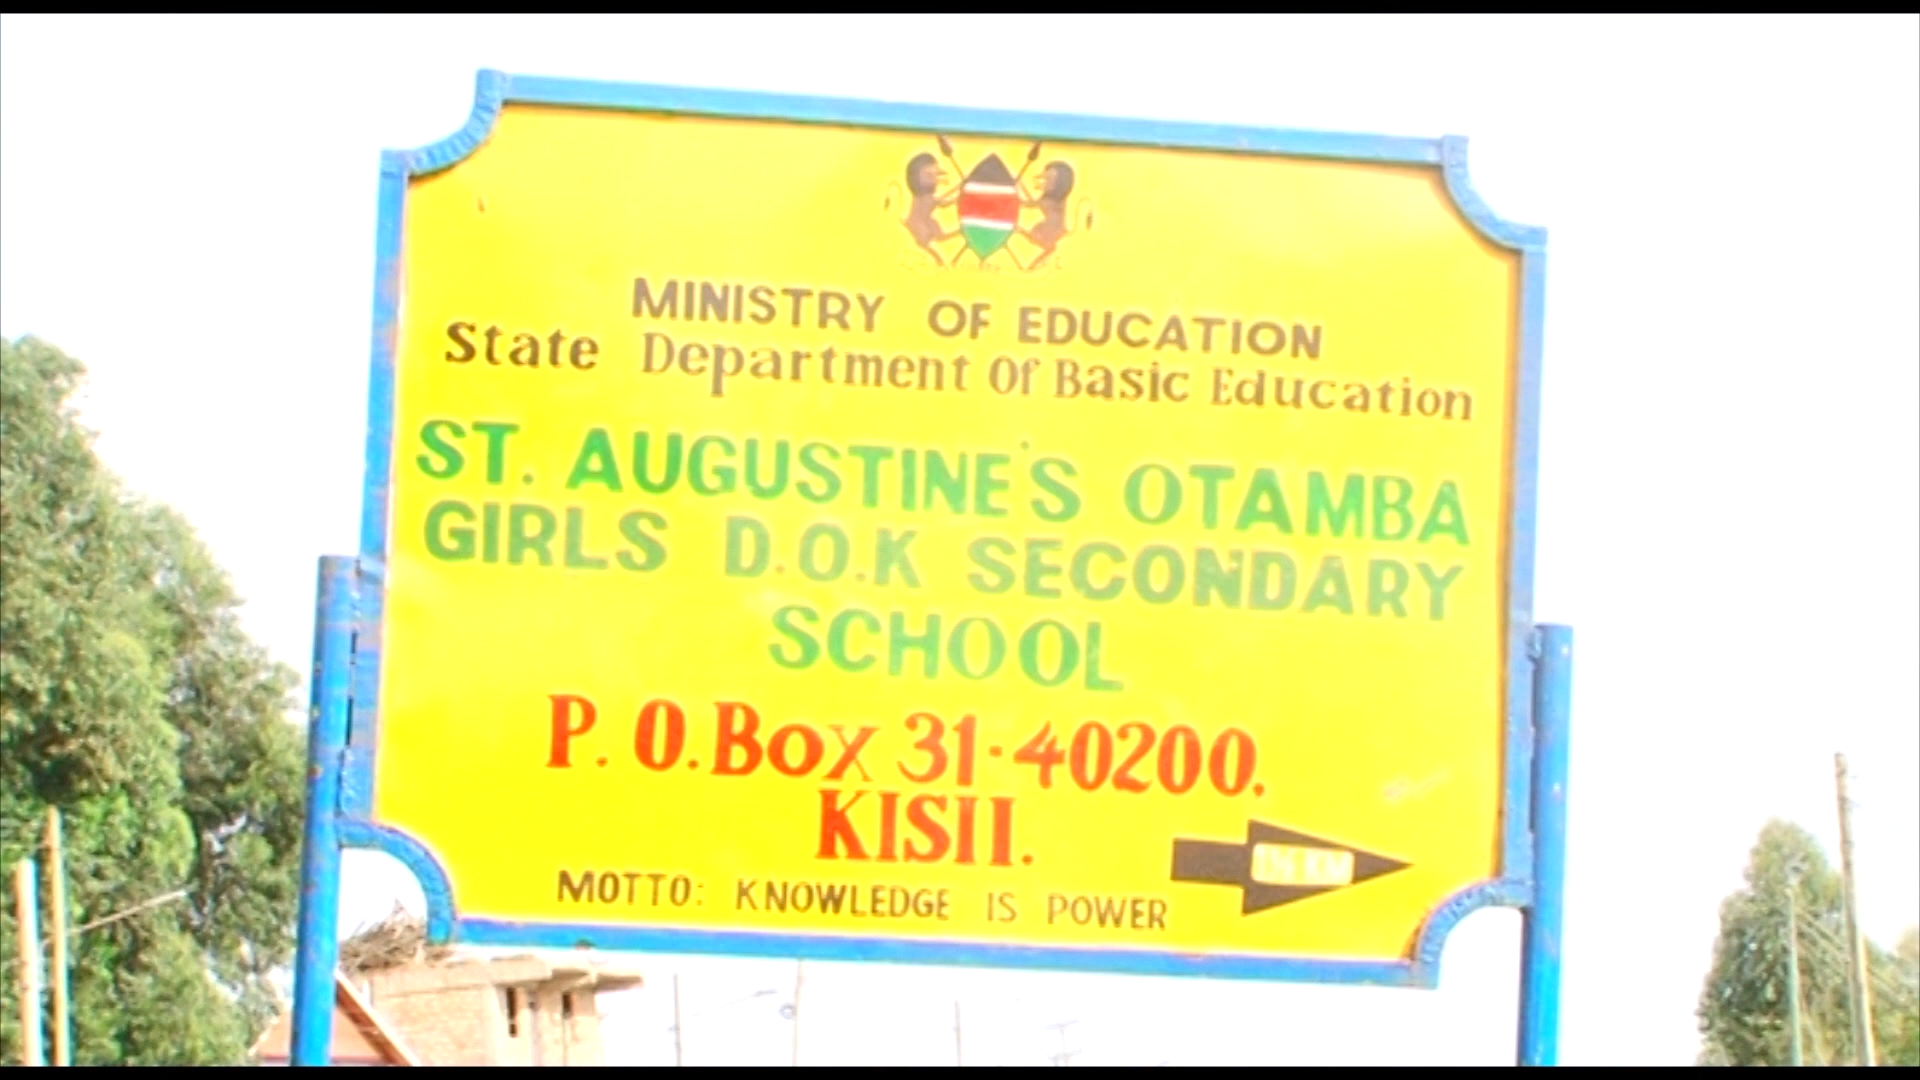 MINISTRY OF EDUCATION
State Department Of Basic Education
ST. AUGUSTINE'S OTAMBA
GIRLS D.O.K SECONDARY
SCHOOL
P. O. Box 31-40200.
KISII.
MOTTO: KNOWLEDGE IS POWER
KM